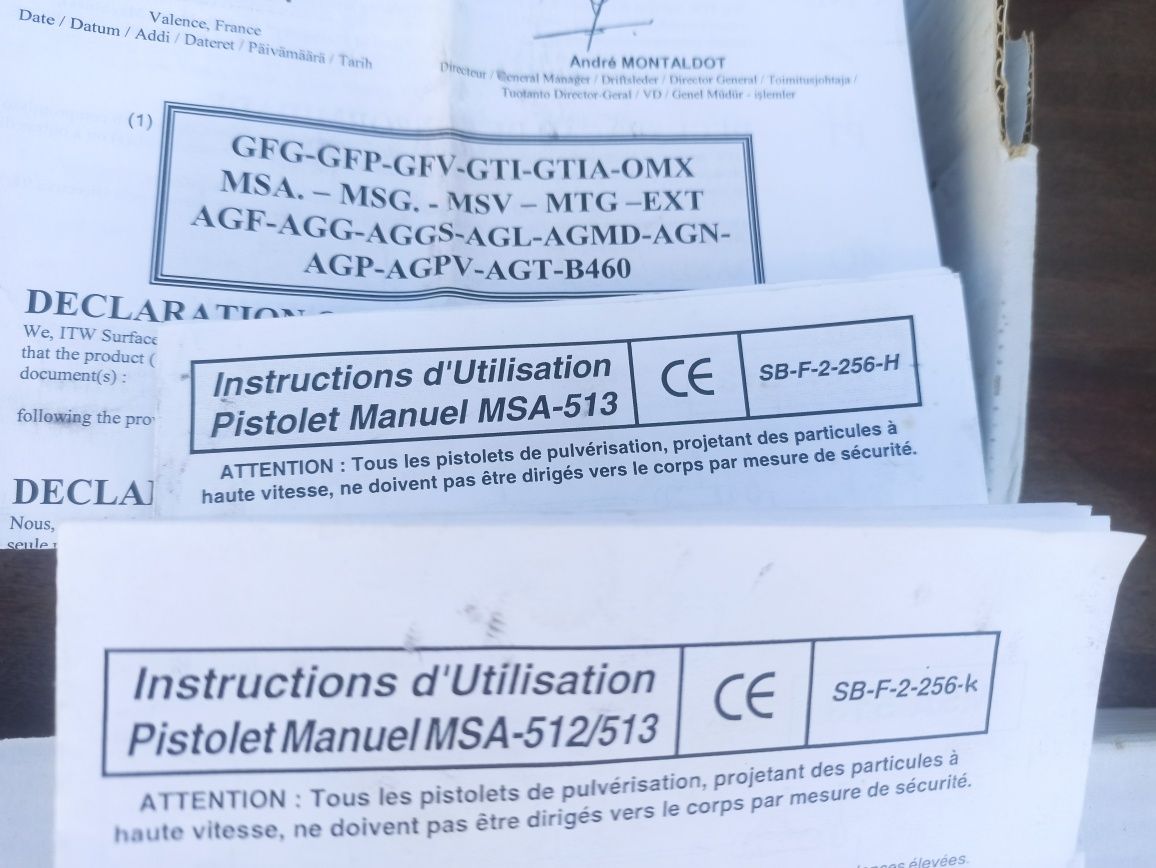 Valence, France
Date / Datum / Addi / Dateret / Päivämäärä / Tarih
André MONTALDOT
Directeur / General Manager / Driftsleder / Director General / Toimitusjohtaja /
Tuotanto Director-Geral / VD / Genel Müdür - işlemler
(1)
GFG-GFP-GFV-GTI-GTIA-OMX
MSA. – MSG. - MSV – MTG –EXT
AGF-AGG-AGGS-AGL-AGMD-AGN-
AGP-AGPV-AGT-B460
DECLARATION
We, ITW Surface
that the product (
document(s) :
following the pro
DECLA
Nous,
seule
Instructions d'Utilisation
Pistolet Manuel MSA-513
CE
SB-F-2-256-H
ATTENTION : Tous les pistolets de pulvérisation, projetant des particules à
haute vitesse, ne doivent pas être dirigés vers le corps par mesure de sécurité.
Instructions d'Utilisation
Pistolet Manuel MSA-512/513
CE
SB-F-2-256-k
ATTENTION : Tous les pistolets de pulvérisation, projetant des particules à
haute vitesse, ne doivent pas être dirigés vers le corps par mesure de sécurité.
élevées.